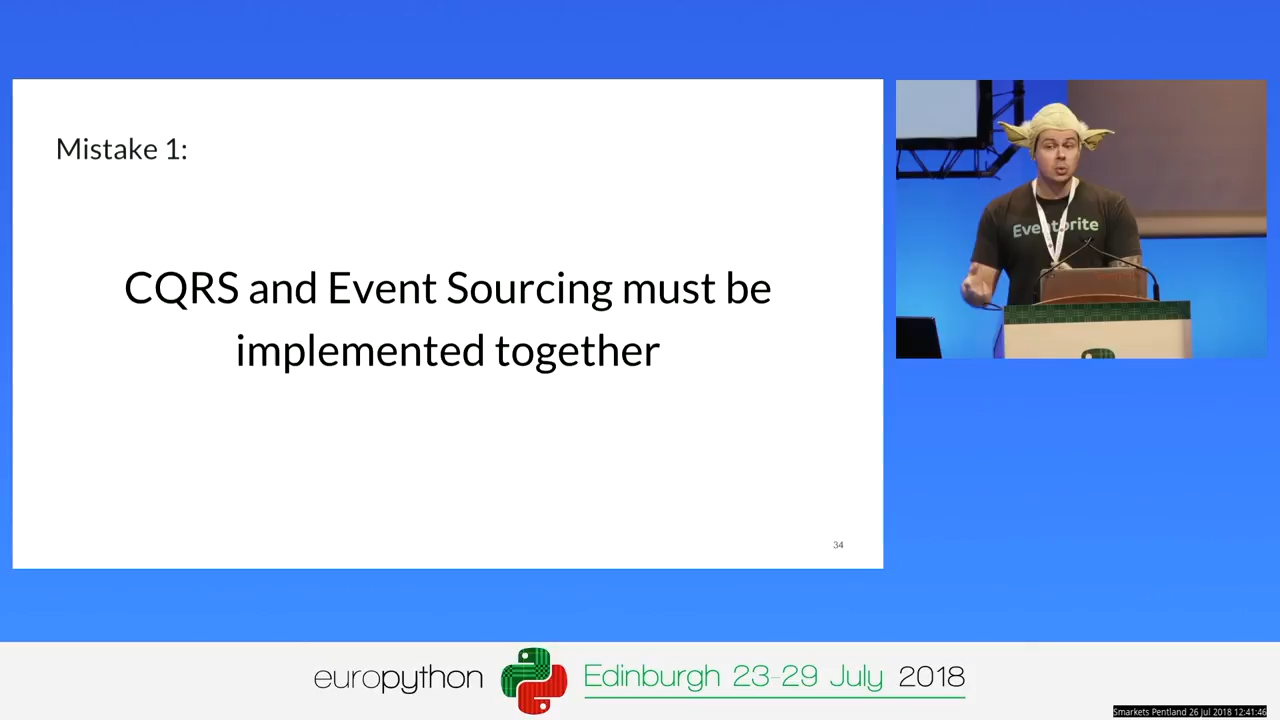 Mistake 1:
CQRS and Event Sourcing must be
implemented together
34
Eventbrite
europython
Edinburgh 23-29 July 2018
Smarkets Pentland 26 Jul 2018 12:41:46